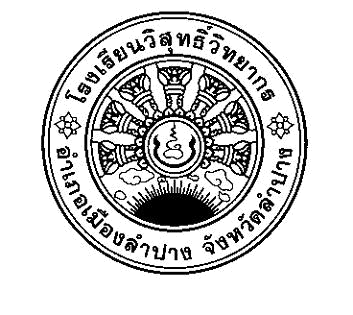 โรงเรียนวิสุทธิ์วิทยากร
อำเภอเมืองลำปาง จังหวัดลำปาง